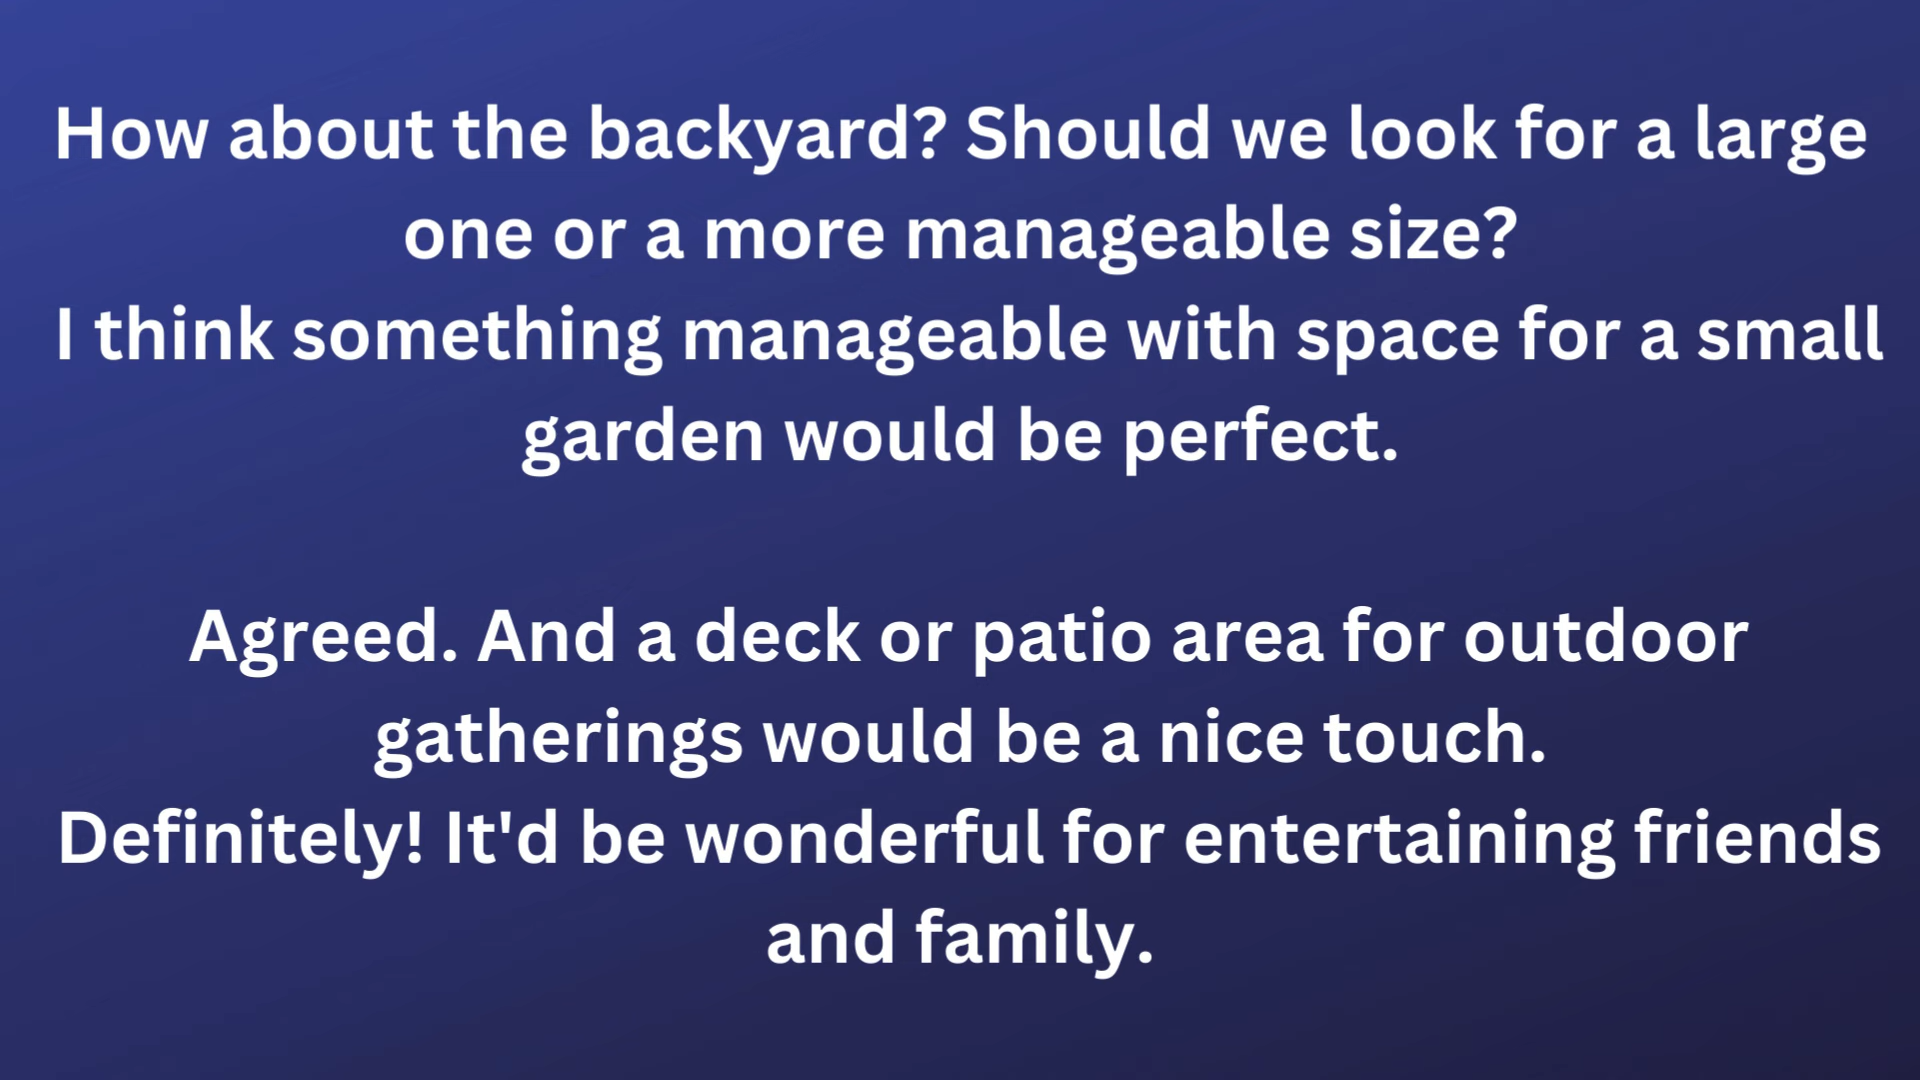 How about the backyard? Should we look for a large
one or a more manageable size?
I think something manageable with space for a small
garden would be perfect.
Agreed. And a deck or patio area for outdoor
gatherings would be a nice touch.
Definitely! It'd be wonderful for entertaining friends
and family.